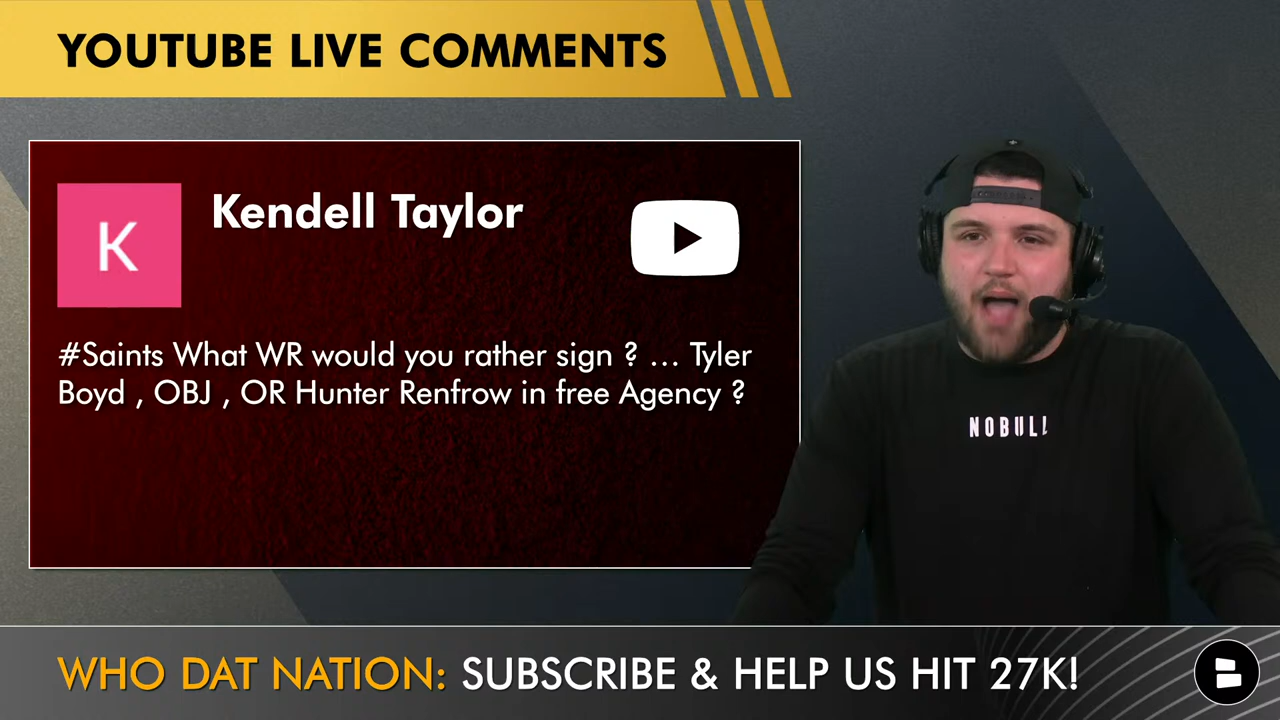 YOUTUBE LIVE COMMENTS
K
Kendell Taylor
#Saints What WR would you rather sign ? ... Tyler
Boyd , OBJ , OR Hunter Renfrow in free Agency ?
NOBULL
WHO DAT NATION: SUBSCRIBE & HELP US HIT 27K!